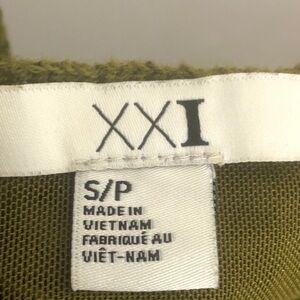 XXI
S/P
MADE IN
VIETNAM
FABRIQUÉ AU
VIÊT-NAM